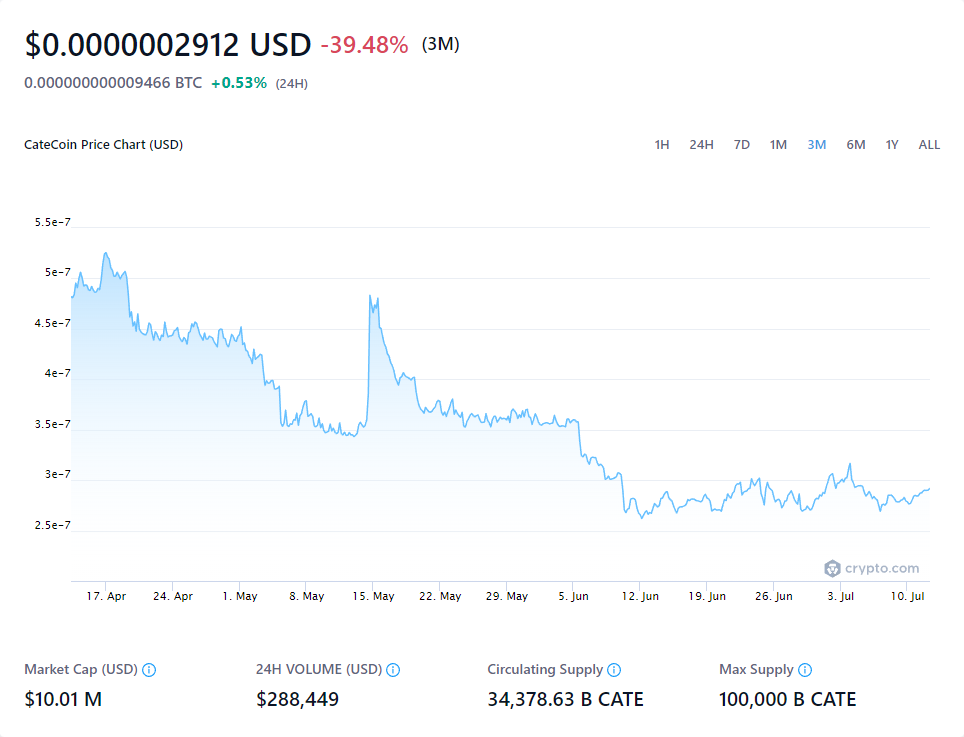 $0.0000002912 USD -39.48% (3M)
0.000000000009466 BTC +0.53% (24H)
CateCoin Price Chart (USD) 1H 24H 7D 1M 3M 6M 1Y ALL
5.5e-7
5e-7
4.5e-7
4e-7
3.5e-7
3e-7
2.5e-7
crypto.com
17. Apr 24. Apr 1. May 8. May 15. May 22. May 29. May 5. Jun 12. Jun 19. Jun 26. Jun 3. Jul 10. Jul
Market Cap (USD) 24H VOLUME (USD) Circulating Supply Max Supply
$10.01 M $288,449 34,378.63 B CATE 100,000 B CATE